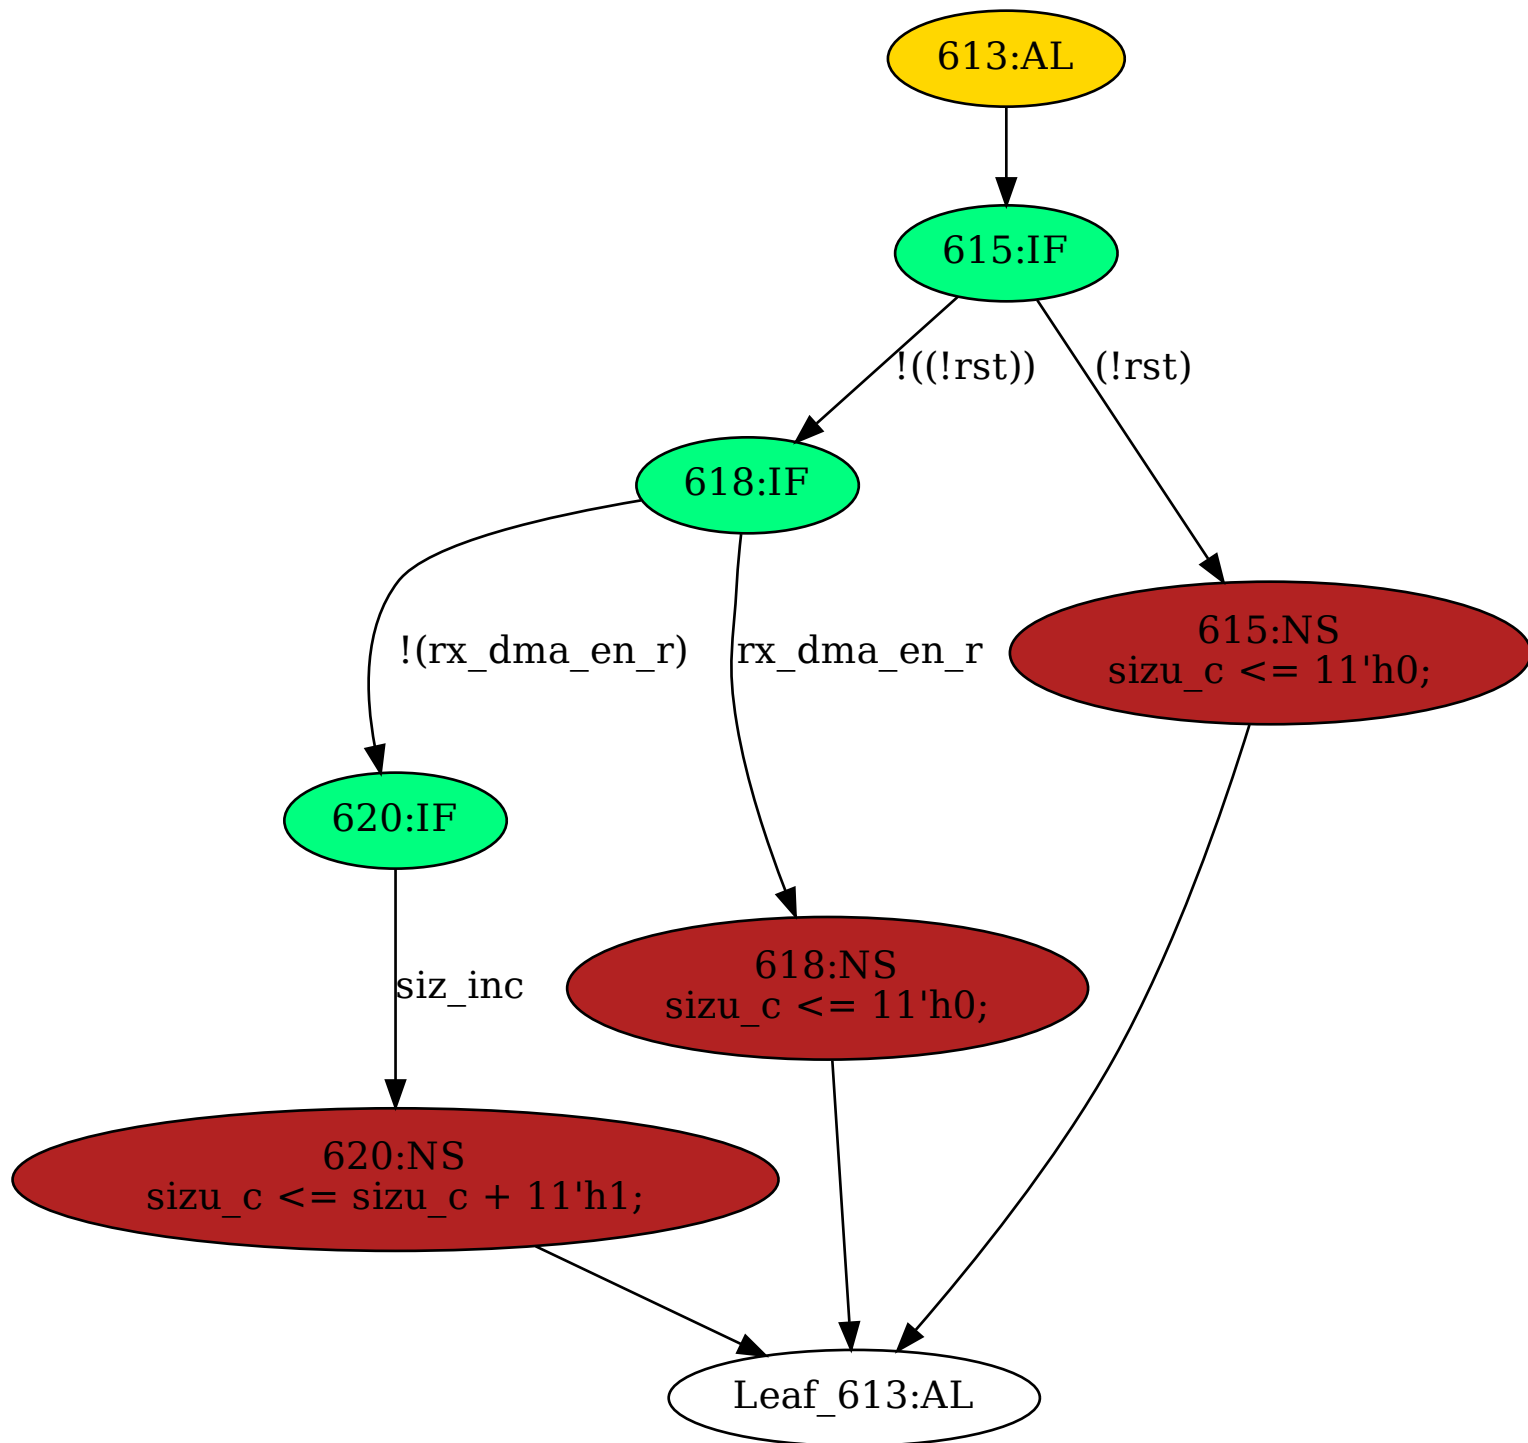 613:AL
615:IF
!((!rst))
(!rst)
618:IF
!(rx_dma_en_r)
rx_dma_en_r
615:NS
sizu_c <= 11'h0;
620:IF
siz_inc
618:NS
sizu_c <= 11'h0;
620:NS
sizu_c <= sizu_c + 11'h1;
Leaf_613:AL